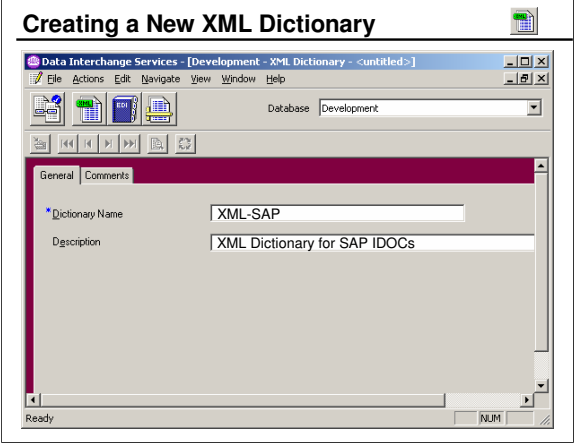 Creating a New XML Dictionary
Data Interchange Services - [Development - XML Dictionary - <untitled>]
File Actions Edit Navigate View Window Help
EDI
Database Development
General Comments
*Dictionary Name XML-SAP
Description XML Dictionary for SAP IDOCs
Ready NUM